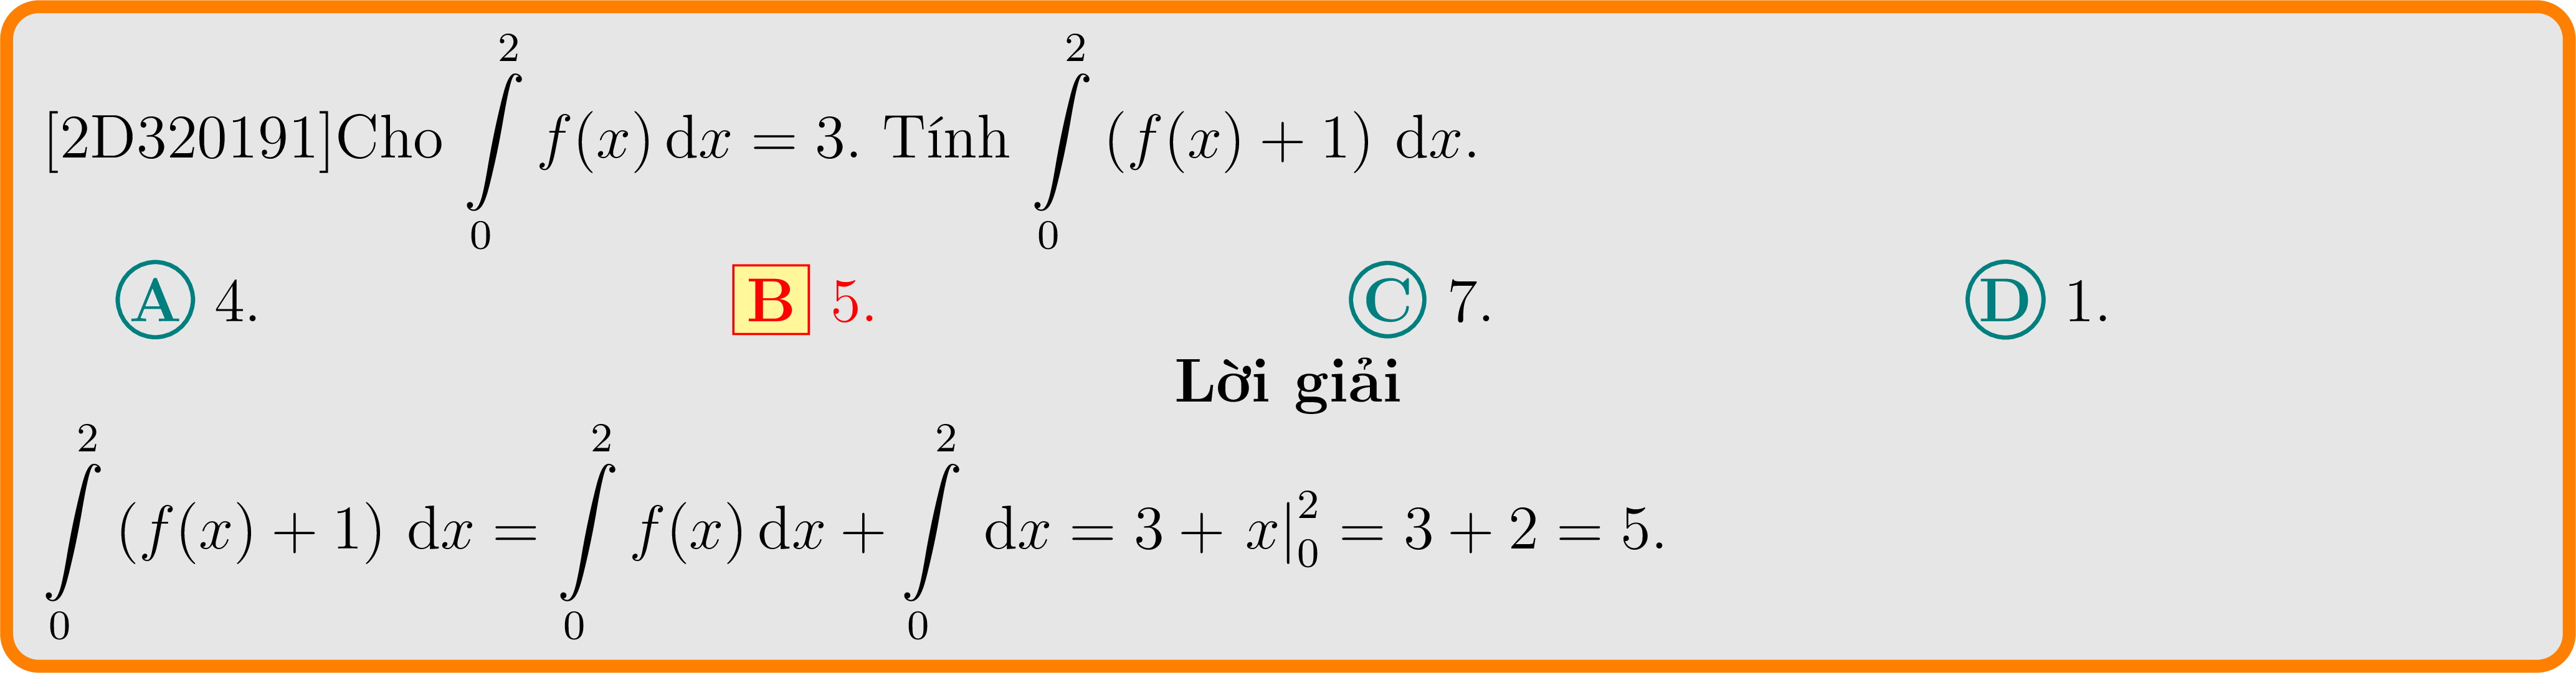 [2D320191]Cho $\int\limits_0^2 f(x)\,\mathrm{d}x = 3$. Tính $\int\limits_0^2 (f(x)+1)\ \mathrm{d}x$.
A 4. B 5. C 7. D 1.
Lời giải
$\int\limits_0^2 (f(x)+1)\ \mathrm{d}x = \int\limits_0^2 f(x)\,\mathrm{d}x + \int\limits_0^2 \mathrm{d}x = 3 + x|_0^2 = 3 + 2 = 5$.